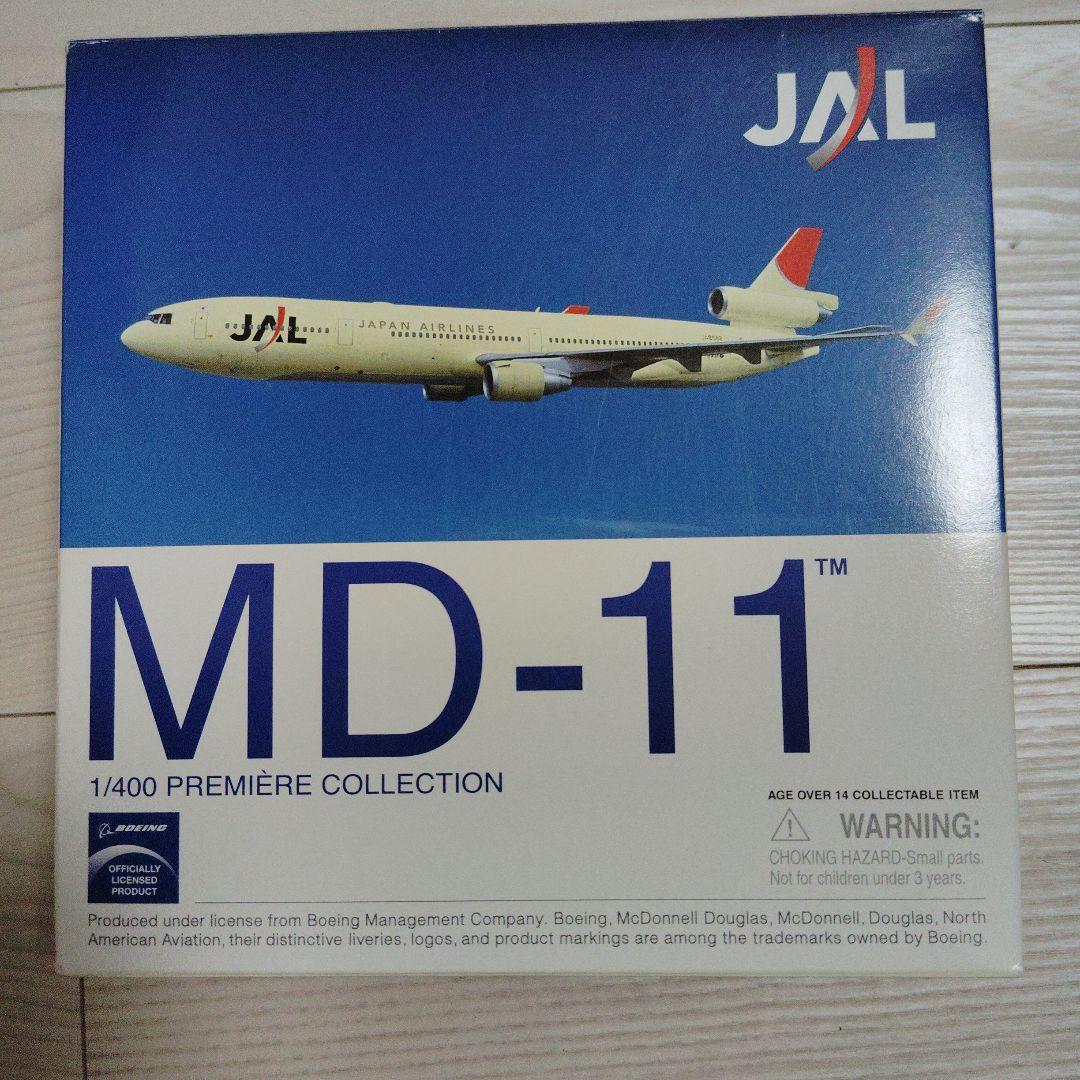 JAL
JAL
JAPAN AIRLINES
MD-11™
1/400 PREMIÈRE COLLECTION
AGE OVER 14 COLLECTABLE ITEM
WARNING:
CHOKING HAZARD-Small parts.
Not for children under 3 years.
BOEING
OFFICIALLY
LICENSED
PRODUCT
Produced under license from Boeing Management Company. Boeing, McDonnell Douglas, McDonnell, Douglas, North
American Aviation, their distinctive liveries, logos, and product markings are among the trademarks owned by Boeing.